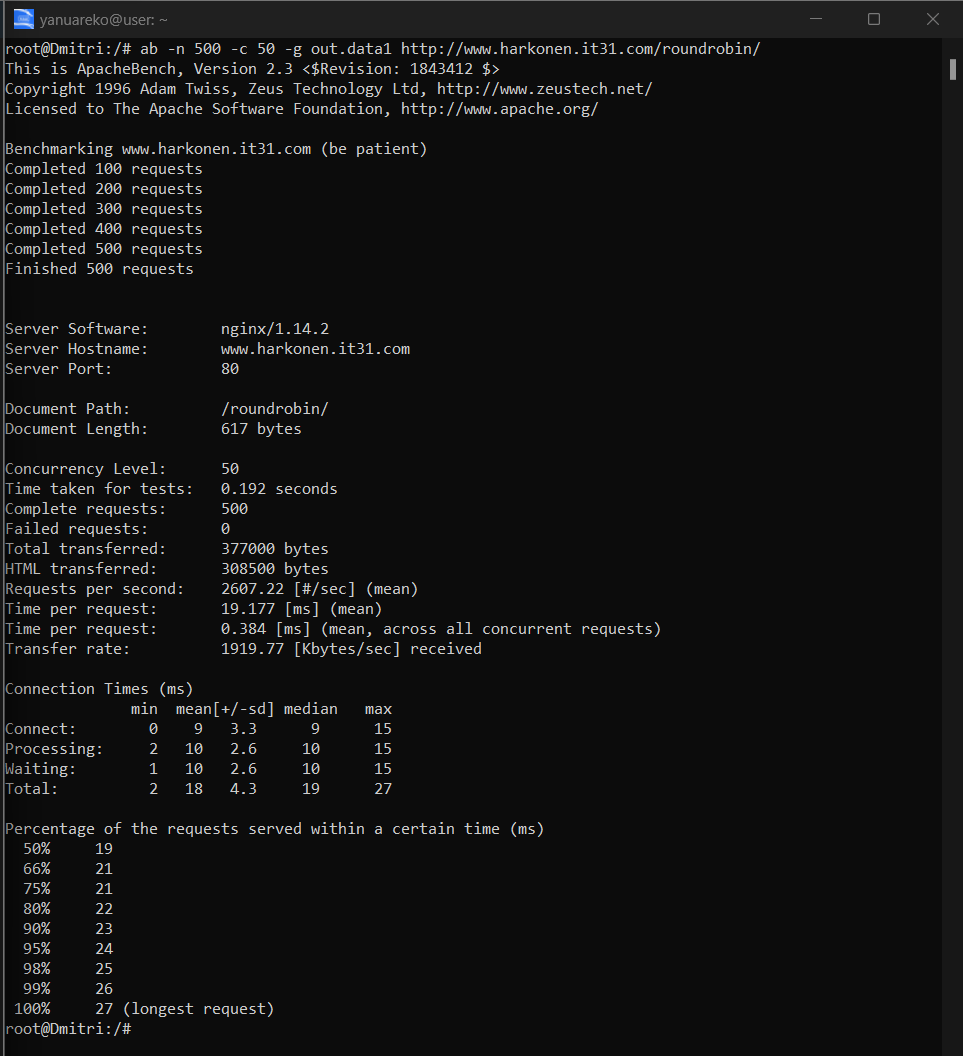 yanuareko@user: ~
root@Dmitri:/# ab -n 500 -c 50 -g out.data1 http://www.harkonen.it31.com/roundrobin/
This is ApacheBench, Version 2.3 <$Revision: 1843412 $>
Copyright 1996 Adam Twiss, Zeus Technology Ltd, http://www.zeustech.net/
Licensed to The Apache Software Foundation, http://www.apache.org/

Benchmarking www.harkonen.it31.com (be patient)
Completed 100 requests
Completed 200 requests
Completed 300 requests
Completed 400 requests
Completed 500 requests
Finished 500 requests


Server Software:        nginx/1.14.2
Server Hostname:        www.harkonen.it31.com
Server Port:            80

Document Path:          /roundrobin/
Document Length:        617 bytes

Concurrency Level:      50
Time taken for tests:   0.192 seconds
Complete requests:      500
Failed requests:        0
Total transferred:      377000 bytes
HTML transferred:       308500 bytes
Requests per second:    2607.22 [#/sec] (mean)
Time per request:       19.177 [ms] (mean)
Time per request:       0.384 [ms] (mean, across all concurrent requests)
Transfer rate:          1919.77 [Kbytes/sec] received

Connection Times (ms)
              min  mean[+/-sd] median   max
Connect:        0    9   3.3      9      15
Processing:     2   10   2.6     10      15
Waiting:        1   10   2.6     10      15
Total:          2   18   4.3     19      27

Percentage of the requests served within a certain time (ms)
  50%     19
  66%     21
  75%     21
  80%     22
  90%     23
  95%     24
  98%     25
  99%     26
 100%     27 (longest request)
root@Dmitri:/#